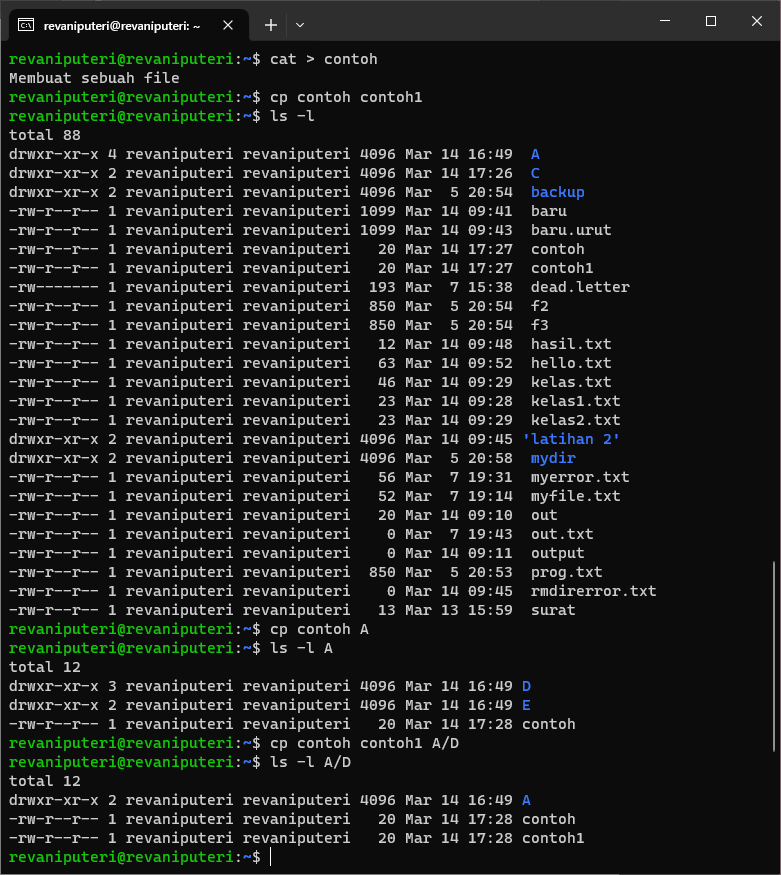 revaniputeri@revaniputeri: ~
revaniputeri@revaniputeri:~$ cat > contoh
Membuat sebuah file
revaniputeri@revaniputeri:~$ cp contoh contoh1
revaniputeri@revaniputeri:~$ ls -l
total 88
drwxr-xr-x 4 revaniputeri revaniputeri 4096 Mar 14 16:49  A
drwxr-xr-x 2 revaniputeri revaniputeri 4096 Mar 14 17:26  C
drwxr-xr-x 2 revaniputeri revaniputeri 4096 Mar  5 20:54  backup
-rw-r--r-- 1 revaniputeri revaniputeri 1099 Mar 14 09:41  baru
-rw-r--r-- 1 revaniputeri revaniputeri 1099 Mar 14 09:43  baru.urut
-rw-r--r-- 1 revaniputeri revaniputeri   20 Mar 14 17:27  contoh
-rw-r--r-- 1 revaniputeri revaniputeri   20 Mar 14 17:27  contoh1
-rw------- 1 revaniputeri revaniputeri  193 Mar  7 15:38  dead.letter
-rw-r--r-- 1 revaniputeri revaniputeri  850 Mar  5 20:54  f2
-rw-r--r-- 1 revaniputeri revaniputeri  850 Mar  5 20:54  f3
-rw-r--r-- 1 revaniputeri revaniputeri   12 Mar 14 09:48  hasil.txt
-rw-r--r-- 1 revaniputeri revaniputeri   63 Mar 14 09:52  hello.txt
-rw-r--r-- 1 revaniputeri revaniputeri   46 Mar 14 09:29  kelas.txt
-rw-r--r-- 1 revaniputeri revaniputeri   23 Mar 14 09:28  kelas1.txt
-rw-r--r-- 1 revaniputeri revaniputeri   23 Mar 14 09:29  kelas2.txt
drwxr-xr-x 2 revaniputeri revaniputeri 4096 Mar 14 09:45 'latihan 2'
drwxr-xr-x 2 revaniputeri revaniputeri 4096 Mar  5 20:58  mydir
-rw-r--r-- 1 revaniputeri revaniputeri   56 Mar  7 19:31  myerror.txt
-rw-r--r-- 1 revaniputeri revaniputeri   52 Mar  7 19:14  myfile.txt
-rw-r--r-- 1 revaniputeri revaniputeri   20 Mar 14 09:10  out
-rw-r--r-- 1 revaniputeri revaniputeri    0 Mar  7 19:43  out.txt
-rw-r--r-- 1 revaniputeri revaniputeri    0 Mar 14 09:11  output
-rw-r--r-- 1 revaniputeri revaniputeri  850 Mar  5 20:53  prog.txt
-rw-r--r-- 1 revaniputeri revaniputeri    0 Mar 14 09:45  rmdirerror.txt
-rw-r--r-- 1 revaniputeri revaniputeri   13 Mar 13 15:59  surat
revaniputeri@revaniputeri:~$ cp contoh A
revaniputeri@revaniputeri:~$ ls -l A
total 12
drwxr-xr-x 3 revaniputeri revaniputeri 4096 Mar 14 16:49 D
drwxr-xr-x 2 revaniputeri revaniputeri 4096 Mar 14 16:49 E
-rw-r--r-- 1 revaniputeri revaniputeri   20 Mar 14 17:28 contoh
revaniputeri@revaniputeri:~$ cp contoh contoh1 A/D
revaniputeri@revaniputeri:~$ ls -l A/D
total 12
drwxr-xr-x 2 revaniputeri revaniputeri 4096 Mar 14 16:49 A
-rw-r--r-- 1 revaniputeri revaniputeri   20 Mar 14 17:28 contoh
-rw-r--r-- 1 revaniputeri revaniputeri   20 Mar 14 17:28 contoh1
revaniputeri@revaniputeri:~$